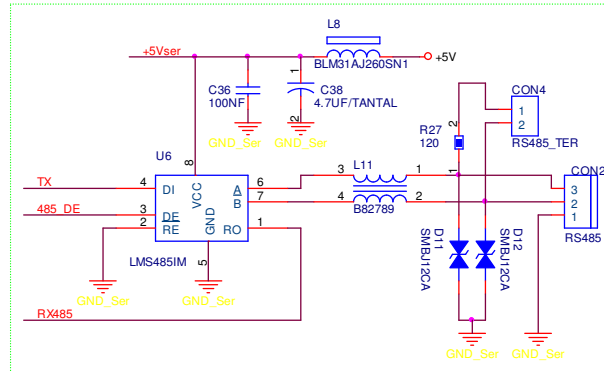 L8
+5Vser
+5V
BLM31AJ260SN1
C36
100NF
1
C38
4.7UF/TANTAL
2
GND_Ser
GND_Ser
CON4
1
2
RS485_TER
R27
120
2
1
U6
8
VCC
TX
4
DI
A
6
3
L11
1
B
7
4
2
B82789
485_DE
3
DE
2
RE
GND
RO
1
5
LMS485IM
CON2
3
2
1
RS485
D11
SMBJ12CA
D12
SMBJ12CA
GND_Ser
GND_Ser
GND_Ser
GND_Ser
RX485